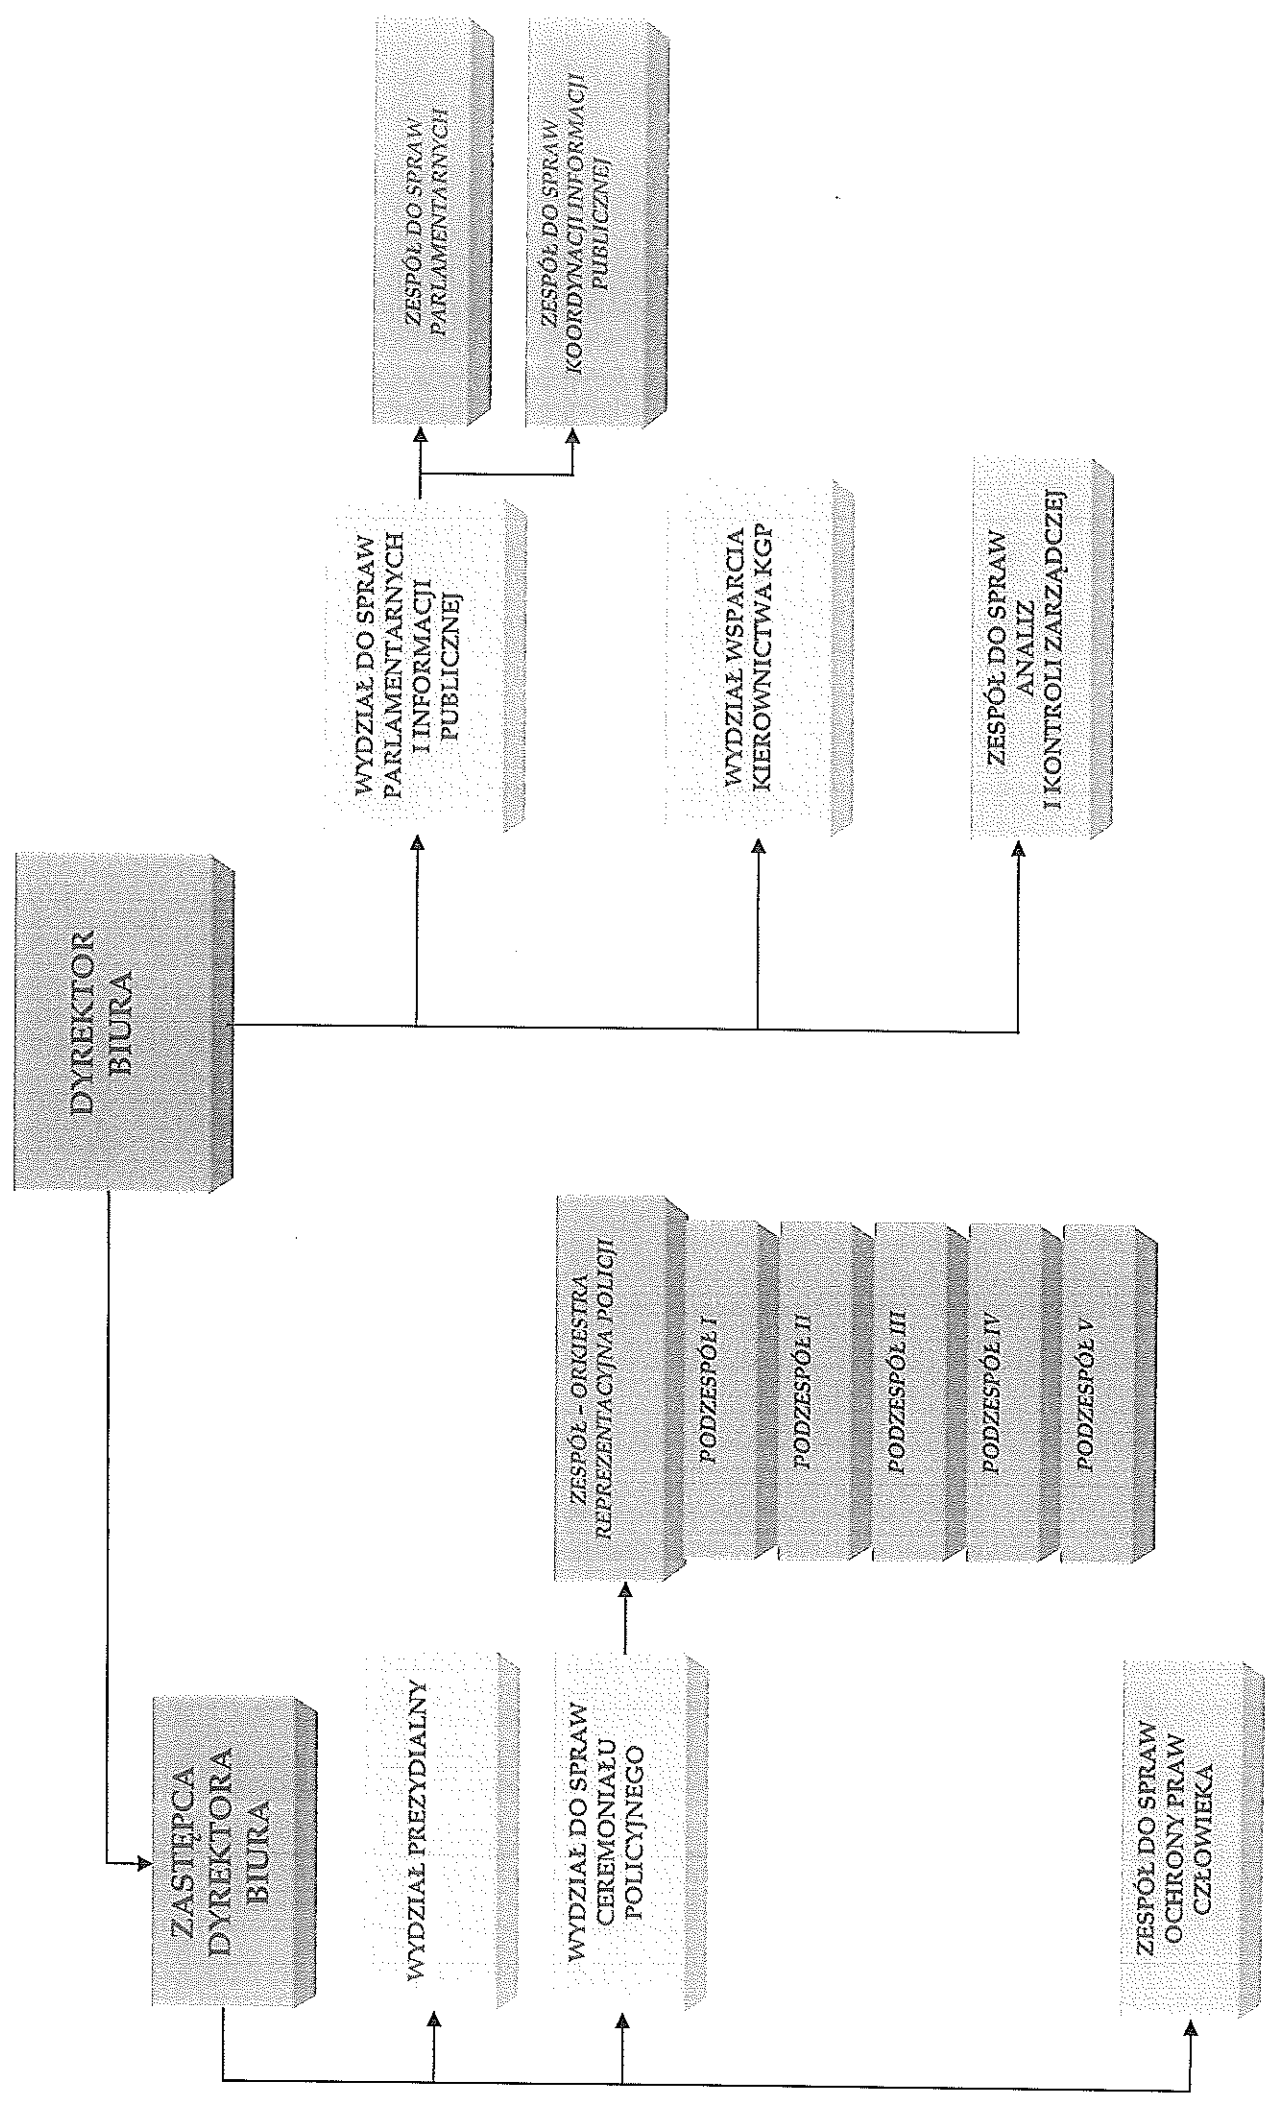 DYREKTOR
BIURA
ZASTĘPCA
DYREKTORA
BIURA
WYDZIAŁ PREZYDIALNY
WYDZIAŁ DO SPRAW
CEREMONIAŁU
POLICYJNEGO
ZESPÓŁ DO SPRAW
OCHRONY PRAW
CZŁOWIEKA
ZESPÓŁ – ORKIESTRA
REPREZENTACYJNA POLICJI
PODZESPÓŁ I
PODZESPÓŁ II
PODZESPÓŁ III
PODZESPÓŁ IV
PODZESPÓŁ V
WYDZIAŁ DO SPRAW
PARLAMENTARNYCH
I INFORMACJI
PUBLICZNEJ
WYDZIAŁ WSPARCIA
KIEROWNICTWA KGP
ZESPÓŁ DO SPRAW
ANALIZ
I KONTROLI ZARZĄDCZEJ
ZESPÓŁ DO SPRAW
PARLAMENTARNYCH
ZESPÓŁ DO SPRAW
KOORDYNACJI INFORMACJI
PUBLICZNEJ